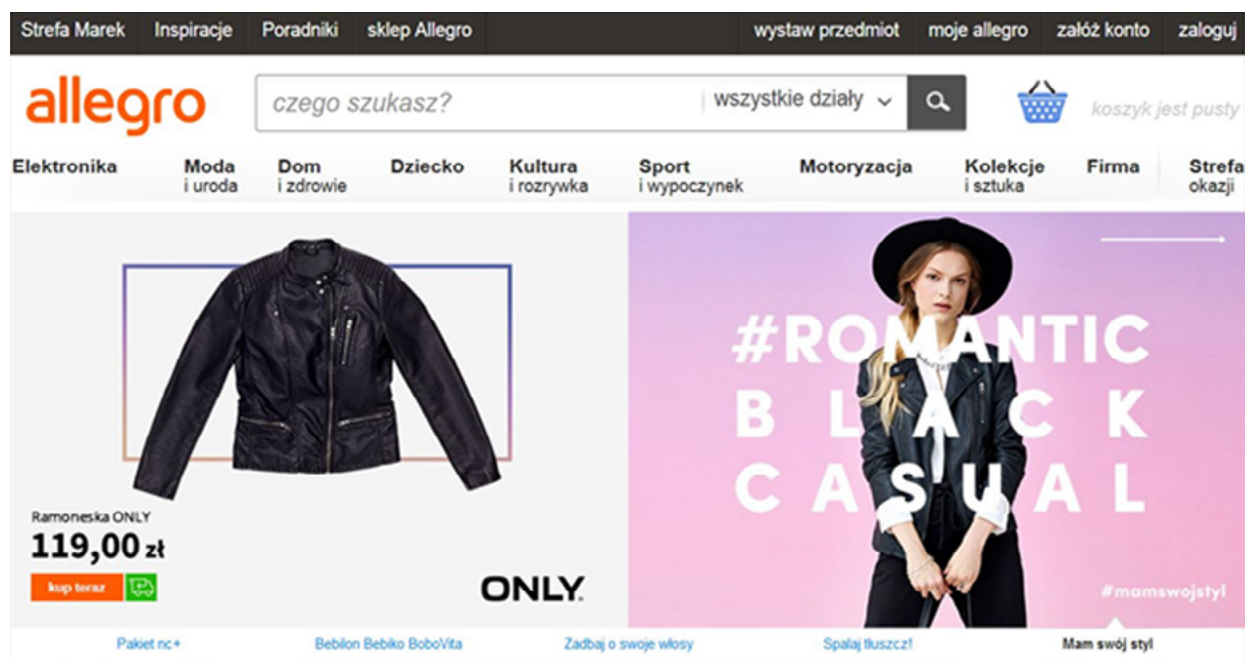 Strefa Marek Inspiracje Poradniki sklep Allegro wystaw przedmiot moje allegro załóż konto zaloguj
allegro czego szukasz? wszystkie działy koszyk jest pusty
Elektronika Moda Dom Dziecko Kultura Sport Motoryzacja Kolekcje Firma Strefa
i uroda i zdrowie i rozrywka i wypoczynek i sztuka okazji
#ROMANTIC
BLACK
CASUAL
Ramoneska ONLY
119,00 zł
kup teraz
ONLY.
#mamswojstyl
Pakiet nc+ Bebilon Bebiko BoboVita Zadbaj o swoje włosy Spalaj tłuszcz! Mam swój styl